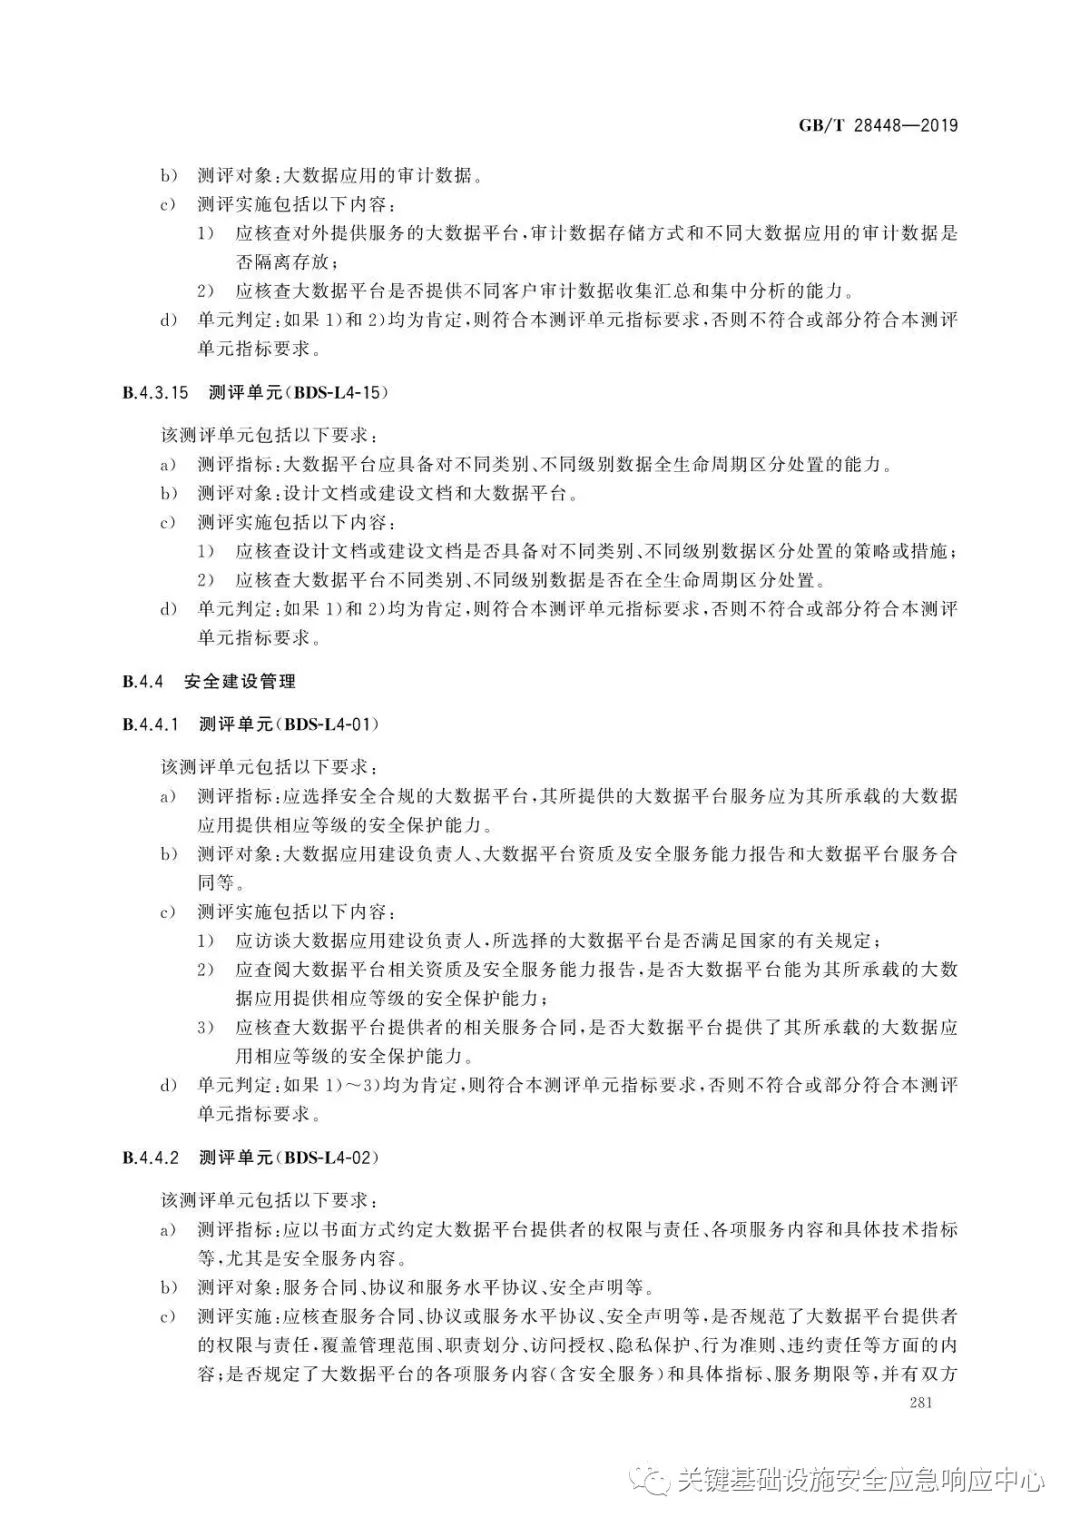 GB/T 28448—2019
b) 测评对象:大数据应用的审计数据。
c) 测评实施包括以下内容:
1) 应核查对外提供服务的大数据平台,审计数据存储方式和不同大数据应用的审计数据是
否隔离存放;
2) 应核查大数据平台是否提供不同客户审计数据收集汇总和集中分析的能力。
d) 单元判定:如果1)和2)均为肯定,则符合本测评单元指标要求,否则不符合或部分符合本测评
单元指标要求。
B.4.3.15 测评单元(BDS-L4-15)
该测评单元包括以下要求:
a) 测评指标:大数据平台应具备对不同类别、不同级别数据全生命周期区分处置的能力。
b) 测评对象:设计文档或建设文档和大数据平台。
c) 测评实施包括以下内容:
1) 应核查设计文档或建设文档是否具备对不同类别、不同级别数据区分处置的策略或措施;
2) 应核查大数据平台不同类别、不同级别数据是否在全生命周期区分处置。
d) 单元判定:如果1)和2)均为肯定,则符合本测评单元指标要求,否则不符合或部分符合本测评
单元指标要求。
B.4.4 安全建设管理
B.4.4.1 测评单元(BDS-L4-01)
该测评单元包括以下要求:
a) 测评指标:应选择安全合规的大数据平台,其所提供的大数据平台服务应为其所承载的大数据
应用提供相应等级的安全保护能力。
b) 测评对象:大数据应用建设负责人、大数据平台资质及安全服务能力报告和大数据平台服务合
同等。
c) 测评实施包括以下内容:
1) 应访谈大数据应用建设负责人,所选择的大数据平台是否满足国家的有关规定;
2) 应查阅大数据平台相关资质及安全服务能力报告,是否大数据平台能为其所承载的大数
据应用提供相应等级的安全保护能力;
3) 应核查大数据平台提供者的相关服务合同,是否大数据平台提供了其所承载的大数据应
用相应等级的安全保护能力。
d) 单元判定:如果1)~3)均为肯定,则符合本测评单元指标要求,否则不符合或部分符合本测评
单元指标要求。
B.4.4.2 测评单元(BDS-L4-02)
该测评单元包括以下要求:
a) 测评指标:应以书面方式约定大数据平台提供者的权限与责任、各项服务内容和具体技术指标
等,尤其是安全服务内容。
b) 测评对象:服务合同、协议和服务水平协议、安全声明等。
c) 测评实施:应核查服务合同、协议或服务水平协议、安全声明等,是否规范了大数据平台提供者
的权限与责任,覆盖管理范围、职责划分、访问授权、隐私保护、行为准则、违约责任等方面的内
容;是否规定了大数据平台的各项服务内容(含安全服务)和具体指标、服务期限等,并有双方
281
关键基础设施安全应急响应中心